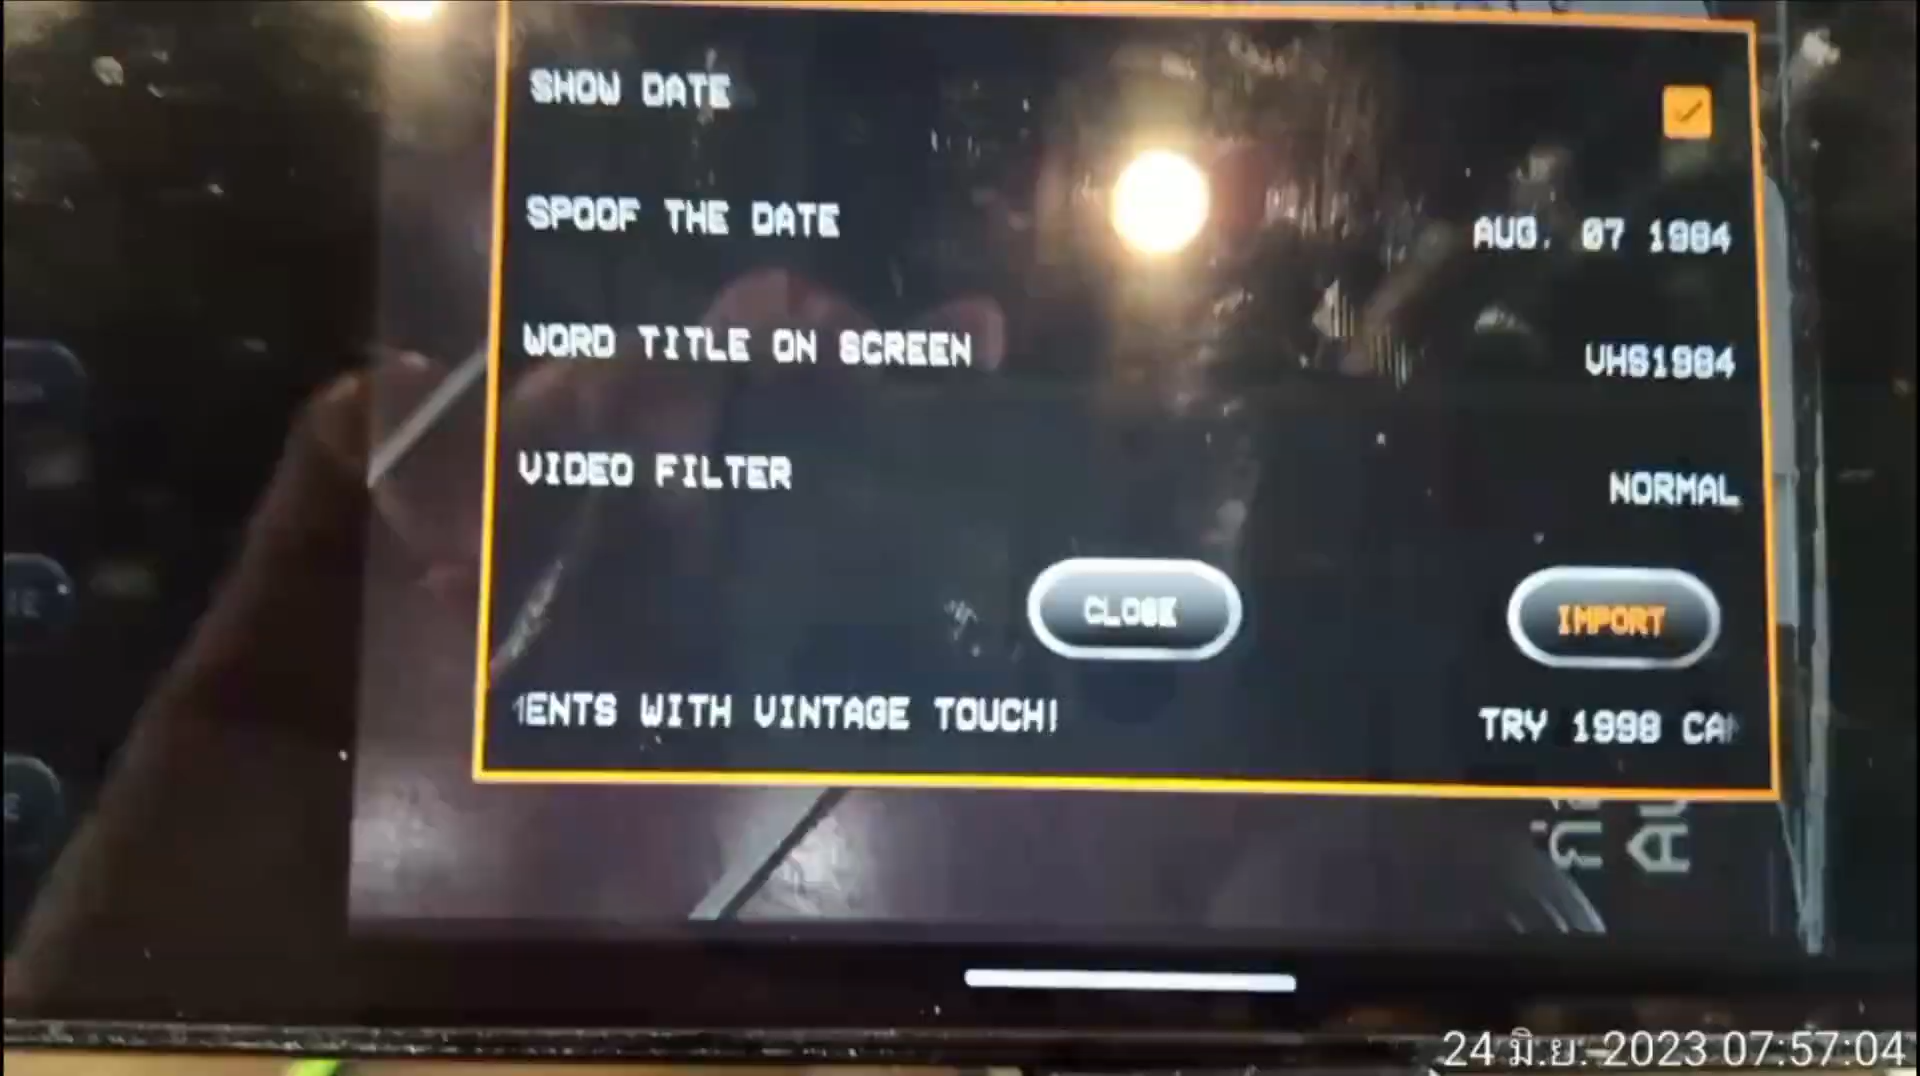 SHOW DATE
SPOOF THE DATE AUG. 07 1984
WORD TITLE ON SCREEN VHS1984
VIDEO FILTER NORMAL
CLOSE IMPORT
ENTS WITH VINTAGE TOUCH! TRY 1998
24 มิ.ย. 2023 07:57:04